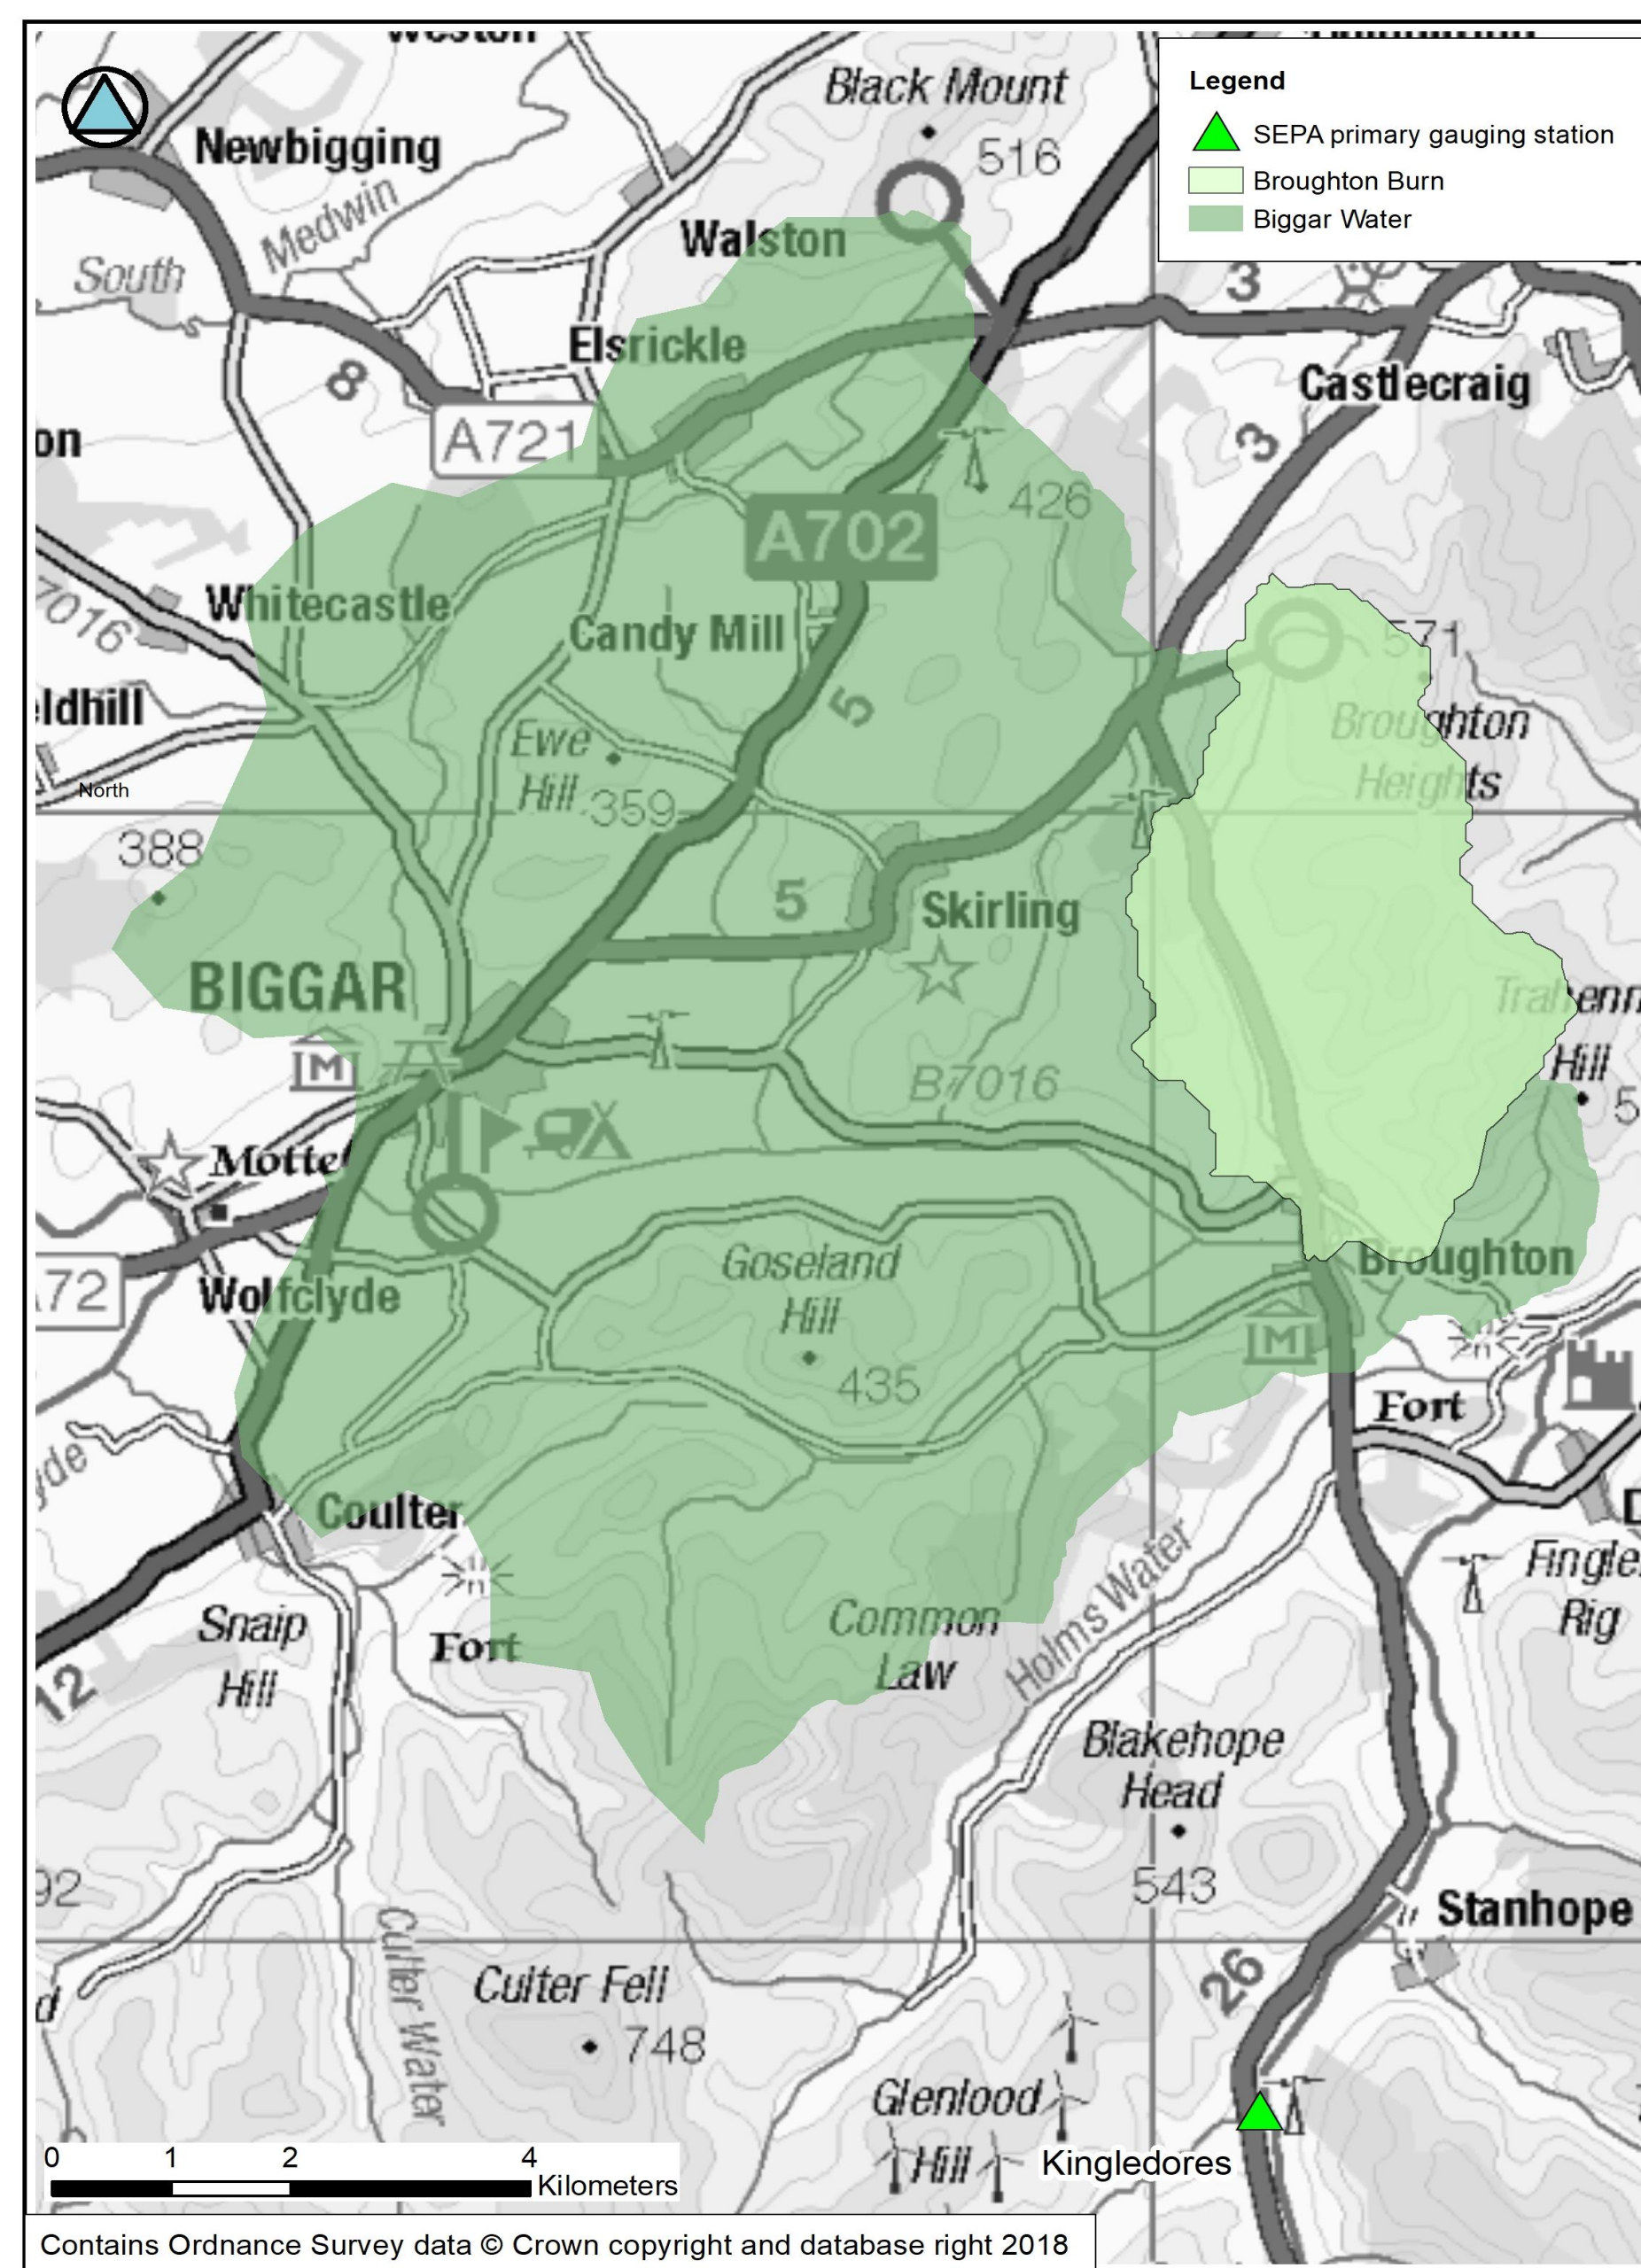 Black Mount
516
Legend
SEPA primary gauging station
Broughton Burn
Biggar Water
Newbigging
Medwin
South
Walston
3
Elsrickle
8
Castlecraig
A721
3
426
A702
Whitecastle
7016
Candy Mill
571
5
Ewe
Hill
359
Broughton
Heights
North
388
5
Skirling
BIGGAR
M
Hill
B7016
Motte
Goseland
Hill
435
Broughton
M
Wolfclyde
Fort
Coulter
Snaip
Hill
Fort
Common
Law
Holms Water
Rig
12
Blakehope
Head
543
Stanhope
26
Culter Water
Culter Fell
748
Glenlood
Hill
Kingledores
0 1 2 4
Kilometers
Contains Ordnance Survey data © Crown copyright and database right 2018